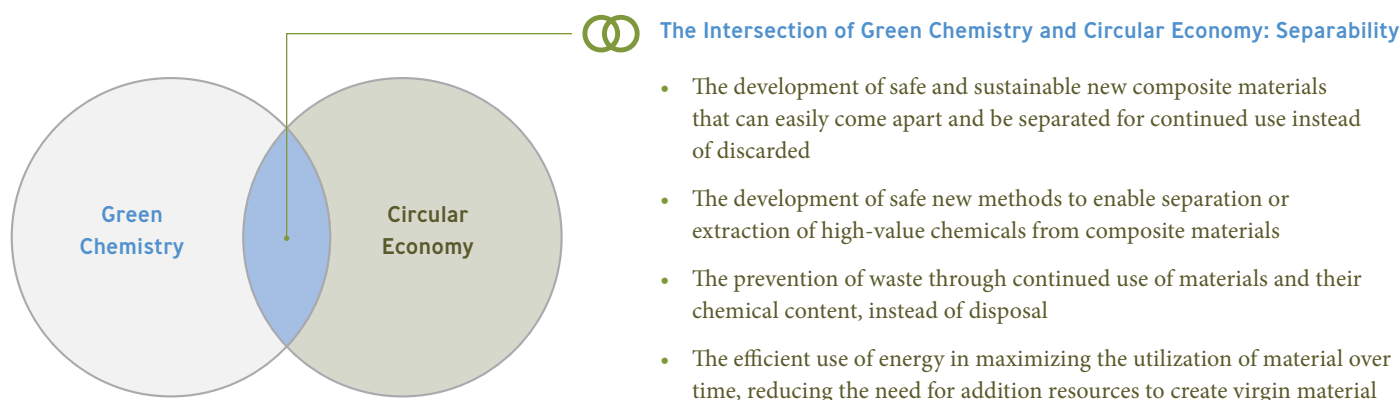 The Intersection of Green Chemistry and Circular Economy: Separability
• The development of safe and sustainable new composite materials
that can easily come apart and be separated for continued use instead
of discarded
• The development of safe new methods to enable separation or
extraction of high-value chemicals from composite materials
• The prevention of waste through continued use of materials and their
chemical content, instead of disposal
• The efficient use of energy in maximizing the utilization of material over
time, reducing the need for addition resources to create virgin material
Green
Chemistry
Circular
Economy